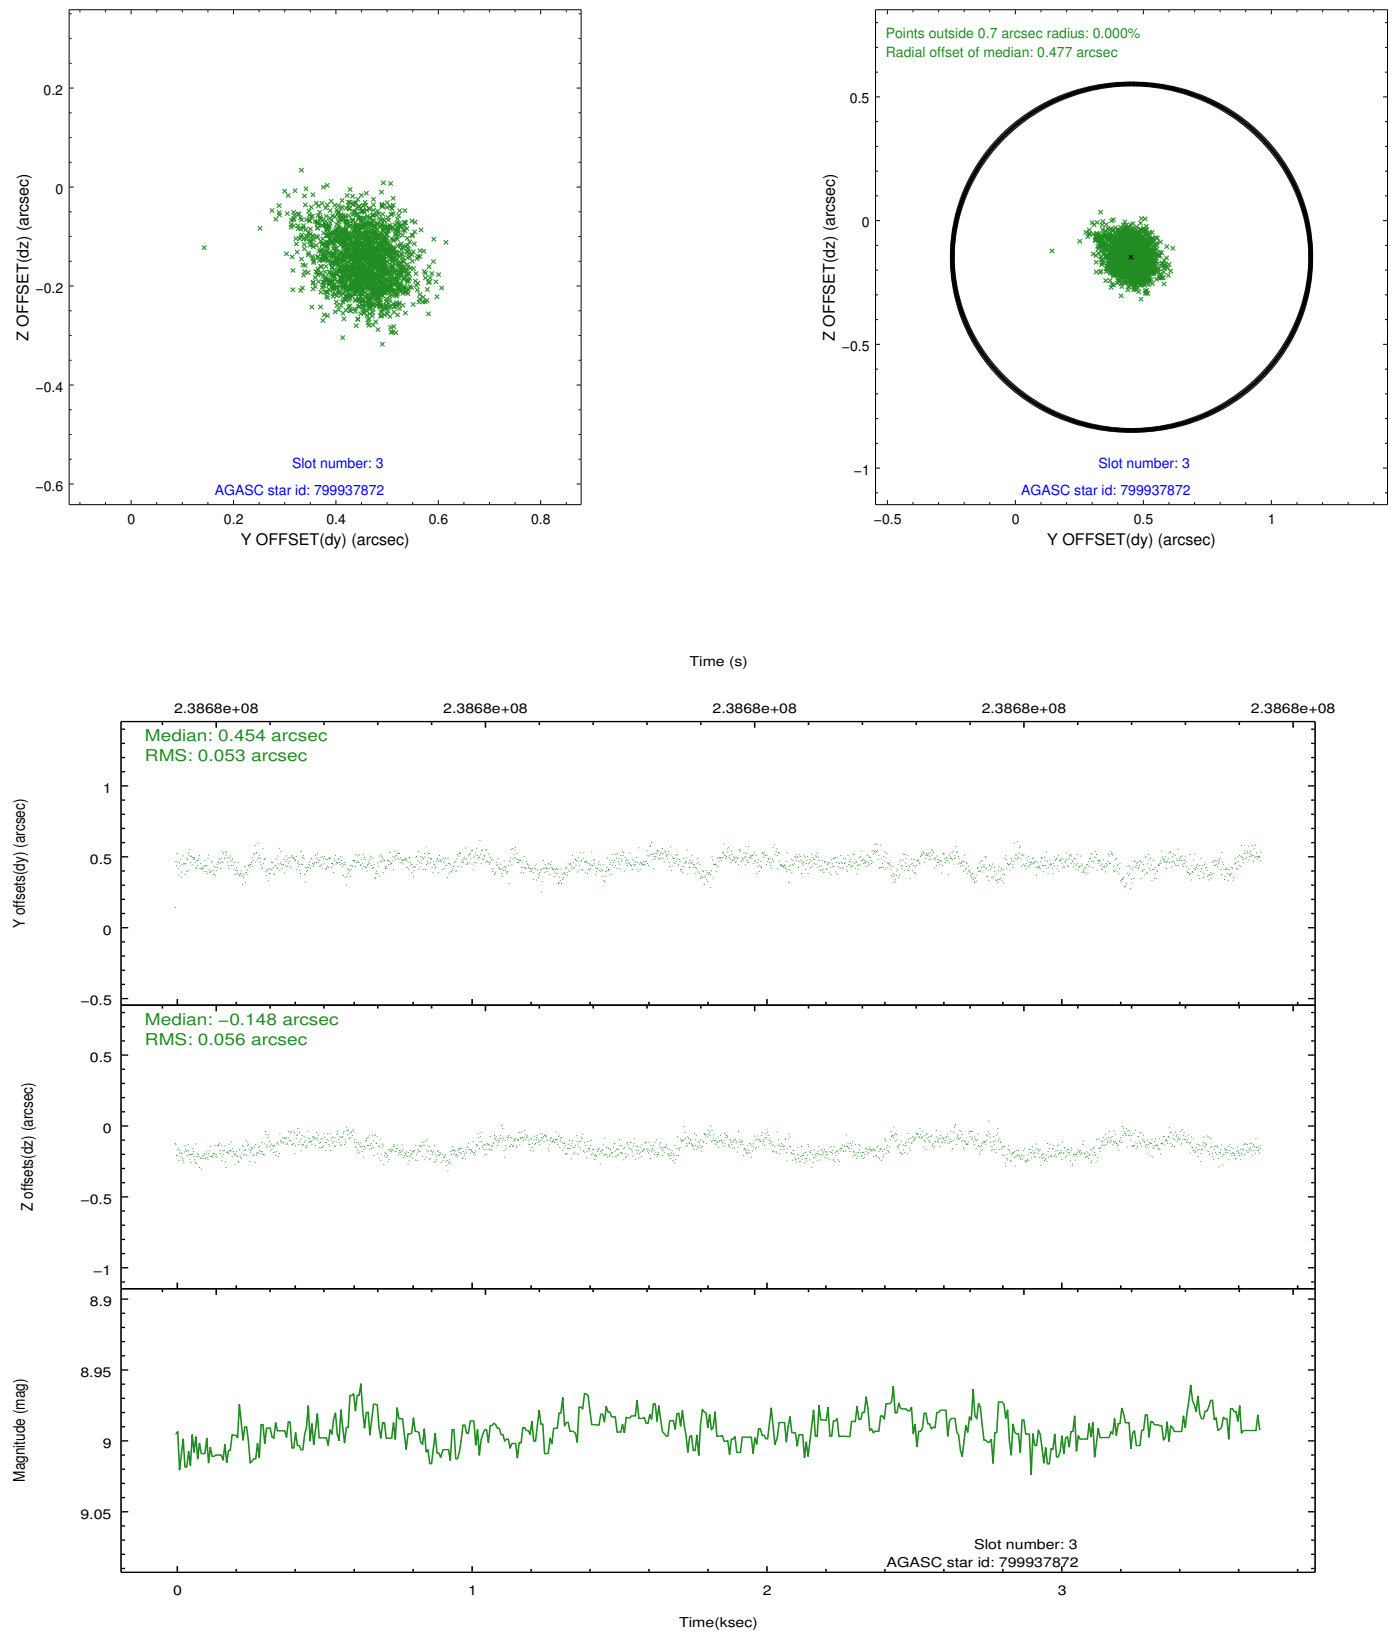 0.2
0
−0.2
−0.4
−0.6
Z OFFSET(dz) (arcsec)
Slot number: 3
AGASC star id: 799937872
0 0.2 0.4 0.6 0.8
Y OFFSET(dy) (arcsec)
Points outside 0.7 arcsec radius: 0.000%
Radial offset of median: 0.477 arcsec
0.5
0
−0.5
−1
Z OFFSET(dz) (arcsec)
Slot number: 3
AGASC star id: 799937872
−0.5 0 0.5 1
Y OFFSET(dy) (arcsec)
Time (s)
2.3868e+08 2.3868e+08 2.3868e+08 2.3868e+08 2.3868e+08
Median: 0.454 arcsec
RMS: 0.053 arcsec
1
0.5
0
−0.5
Y offsets(dy) (arcsec)
Median: −0.148 arcsec
RMS: 0.056 arcsec
0.5
0
−0.5
−1
Z offsets(dz) (arcsec)
8.9
8.95
9
9.05
Magnitude (mag)
Slot number: 3
AGASC star id: 799937872
0 1 2 3
Time(ksec)